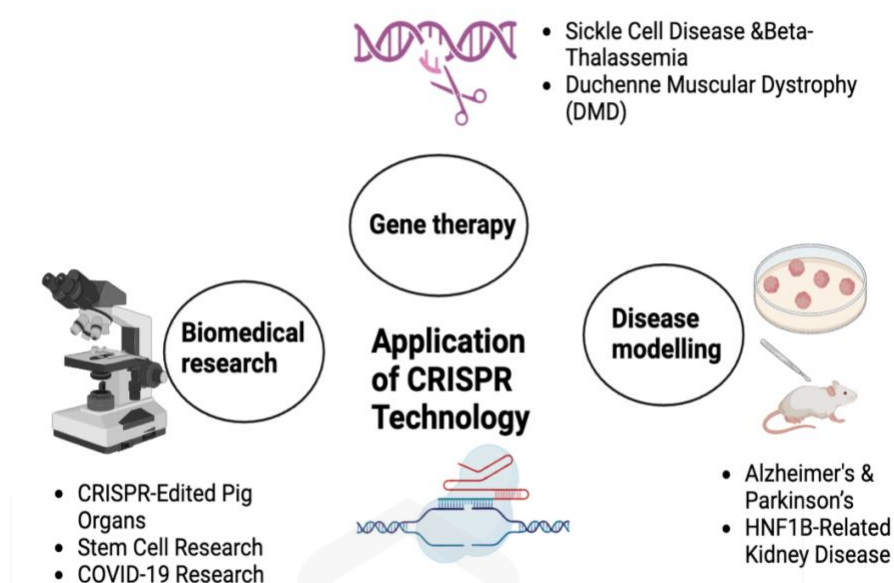 • Sickle Cell Disease &Beta-
Thalassemia
• Duchenne Muscular Dystrophy
(DMD)
Gene therapy
Biomedical
research
Application
of CRISPR
Technology
Disease
modelling
• CRISPR-Edited Pig
Organs
• Stem Cell Research
• COVID-19 Research
• Alzheimer's &
Parkinson’s
• HNF1B-Related
Kidney Disease